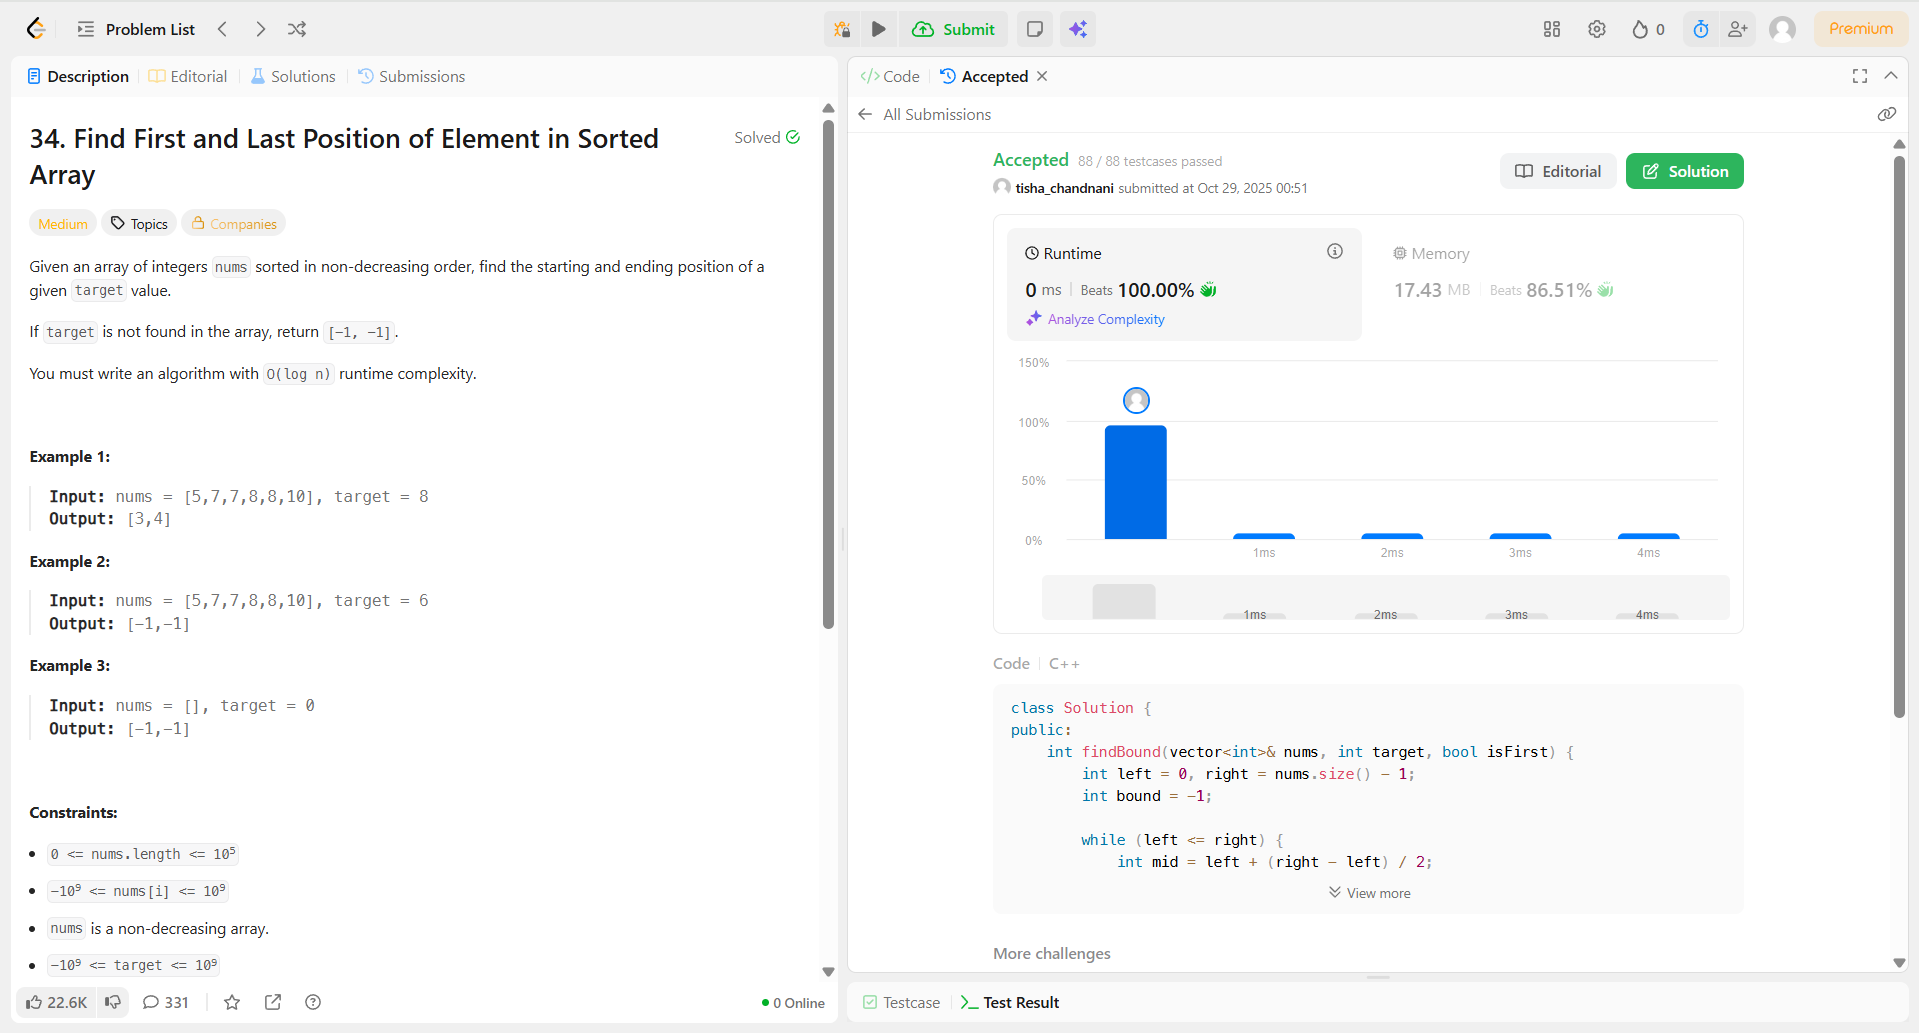 Problem List
Submit
0
Premium
Description
Editorial
Solutions
Submissions
34. Find First and Last Position of Element in Sorted
Array
Solved
Medium
Topics
Companies
Given an array of integers nums sorted in non-decreasing order, find the starting and ending position of a
given target value.
If target is not found in the array, return [-1, -1].
You must write an algorithm with O(log n) runtime complexity.
Example 1:
Input: nums = [5,7,7,8,8,10], target = 8
Output: [3,4]
Example 2:
Input: nums = [5,7,7,8,8,10], target = 6
Output: [-1,-1]
Example 3:
Input: nums = [], target = 0
Output: [-1,-1]
Constraints:
• 0 <= nums.length <= 10⁵
• -10⁹ <= nums[i] <= 10⁹
• nums is a non-decreasing array.
• -10⁹ <= target <= 10⁹
22.6K
331
0 Online
</> Code
Accepted
All Submissions
Accepted 88 / 88 testcases passed
tisha_chandnani submitted at Oct 29, 2025 00:51
Editorial
Solution
Runtime
0 ms | Beats 100.00%
Analyze Complexity
Memory
17.43 MB | Beats 86.51%
150%
100%
50%
0%
1ms
2ms
3ms
4ms
1ms
2ms
3ms
4ms
Code | C++
class Solution {
public:
    int findBound(vector<int>& nums, int target, bool isFirst) {
        int left = 0, right = nums.size() - 1;
        int bound = -1;
        while (left <= right) {
            int mid = left + (right - left) / 2;
View more
More challenges
Testcase
Test Result